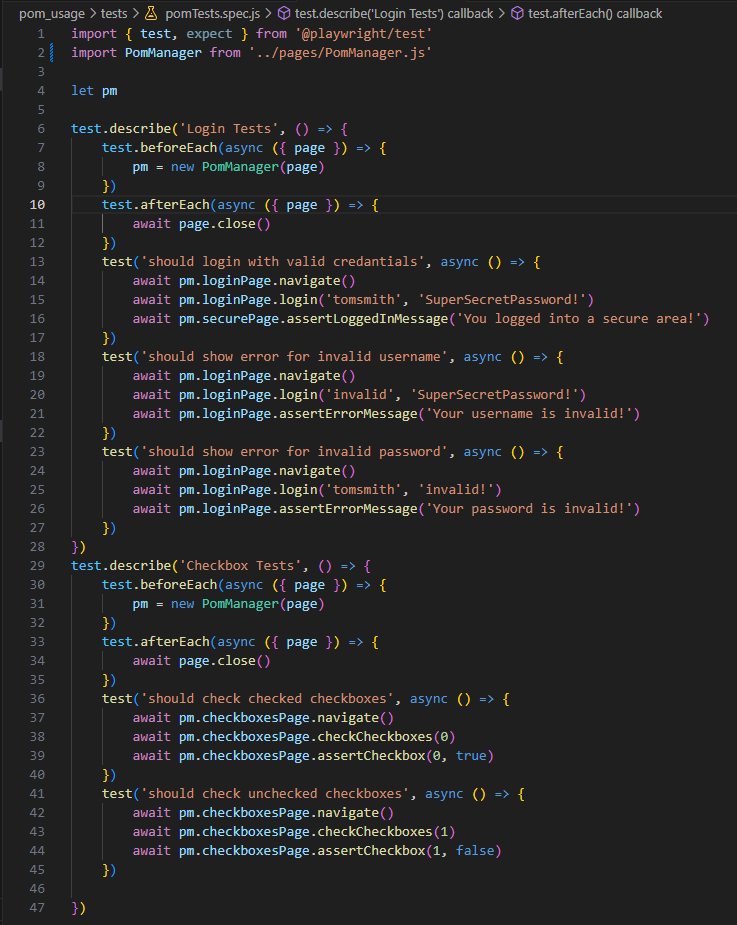 pom_usage > tests > pomTests.spec.js > test.describe('Login Tests') callback > test.afterEach() callback
1 import { test, expect } from '@playwright/test'
2 import PomManager from '../pages/PomManager.js'
3
4 let pm
5
6 test.describe('Login Tests', () => {
7     test.beforeEach(async ({ page }) => {
8         pm = new PomManager(page)
9     })
10     test.afterEach(async ({ page }) => {
11         await page.close()
12     })
13     test('should login with valid credantials', async () => {
14         await pm.loginPage.navigate()
15         await pm.loginPage.login('tomsmith', 'SuperSecretPassword!')
16         await pm.securePage.assertLoggedInMessage('You logged into a secure area!')
17     })
18     test('should show error for invalid username', async () => {
19         await pm.loginPage.navigate()
20         await pm.loginPage.login('invalid', 'SuperSecretPassword!')
21         await pm.loginPage.assertErrorMessage('Your username is invalid!')
22     })
23     test('should show error for invalid password', async () => {
24         await pm.loginPage.navigate()
25         await pm.loginPage.login('tomsmith', 'invalid!')
26         await pm.loginPage.assertErrorMessage('Your password is invalid!')
27     })
28 })
29 test.describe('Checkbox Tests', () => {
30     test.beforeEach(async ({ page }) => {
31         pm = new PomManager(page)
32     })
33     test.afterEach(async ({ page }) => {
34         await page.close()
35     })
36     test('should check checked checkboxes', async () => {
37         await pm.checkboxesPage.navigate()
38         await pm.checkboxesPage.checkCheckboxes(0)
39         await pm.checkboxesPage.assertCheckbox(0, true)
40     })
41     test('should check unchecked checkboxes', async () => {
42         await pm.checkboxesPage.navigate()
43         await pm.checkboxesPage.checkCheckboxes(1)
44         await pm.checkboxesPage.assertCheckbox(1, false)
45     })
46
47 })